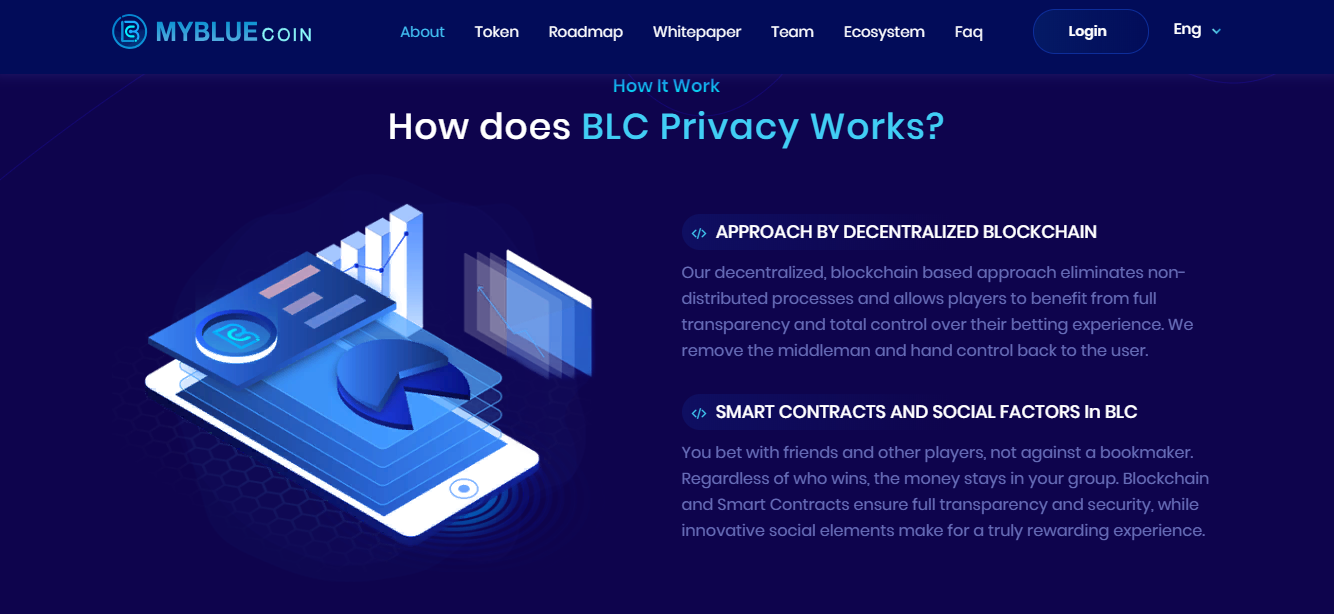 MYBLUECOIN
About Token Roadmap Whitepaper Team Ecosystem Faq Login Eng
How It Work
How does BLC Privacy Works?
</> APPROACH BY DECENTRALIZED BLOCKCHAIN
Our decentralized, blockchain based approach eliminates non-
distributed processes and allows players to benefit from full
transparency and total control over their betting experience. We
remove the middleman and hand control back to the user.
</> SMART CONTRACTS AND SOCIAL FACTORS In BLC
You bet with friends and other players, not against a bookmaker.
Regardless of who wins, the money stays in your group. Blockchain
and Smart Contracts ensure full transparency and security, while
innovative social elements make for a truly rewarding experience.